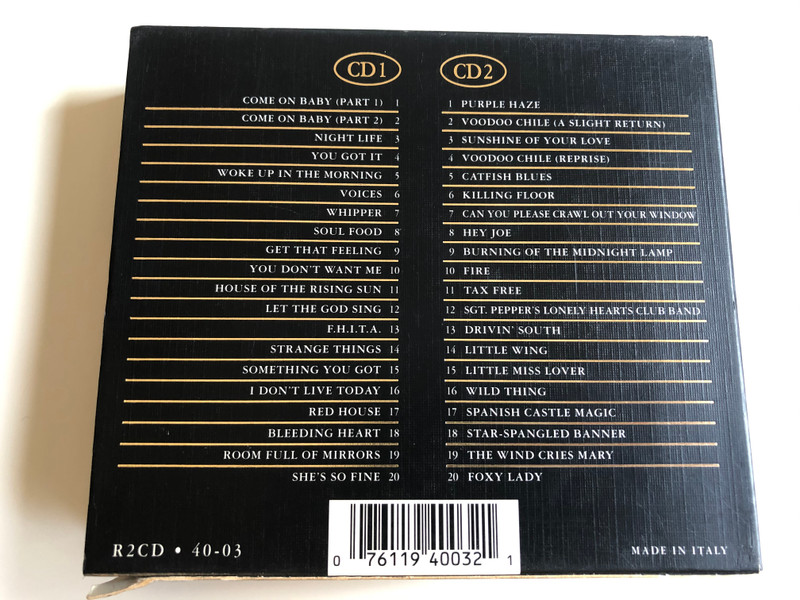 CD1
COME ON BABY (PART 1) 1
COME ON BABY (PART 2) 2
NIGHT LIFE 3
YOU GOT IT 4
WOKE UP IN THE MORNING 5
VOICES 6
WHIPPER 7
SOUL FOOD 8
GET THAT FEELING 9
YOU DON'T WANT ME 10
HOUSE OF THE RISING SUN 11
LET THE GOD SING 12
F.H.I.T.A. 13
STRANGE THINGS 14
SOMETHING YOU GOT 15
I DON'T LIVE TODAY 16
RED HOUSE 17
BLEEDING HEART 18
ROOM FULL OF MIRRORS 19
SHE'S SO FINE 20
CD2
1 PURPLE HAZE
2 VOODOO CHILE (A SLIGHT RETURN)
3 SUNSHINE OF YOUR LOVE
4 VOODOO CHILE (REPRISE)
5 CATFISH BLUES
6 KILLING FLOOR
7 CAN YOU PLEASE CRAWL OUT YOUR WINDOW
8 HEY JOE
9 BURNING OF THE MIDNIGHT LAMP
10 FIRE
11 TAX FREE
12 SGT. PEPPER'S LONELY HEARTS CLUB BAND
13 DRIVIN' SOUTH
14 LITTLE WING
15 LITTLE MISS LOVER
16 WILD THING
17 SPANISH CASTLE MAGIC
18 STAR-SPANGLED BANNER
19 THE WIND CRIES MARY
20 FOXY LADY
R2CD • 40-03
0 76119 40032 1
MADE IN ITALY